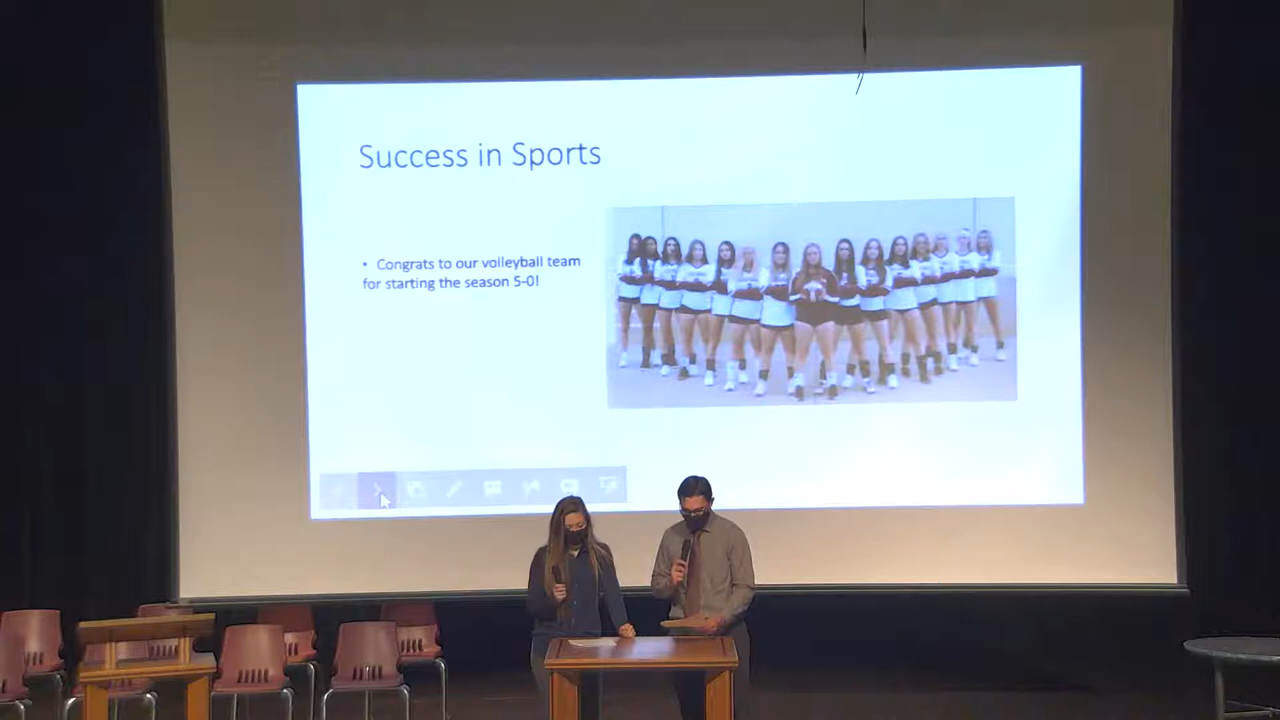 Success in Sports
• Congrats to our volleyball team
for starting the season 5-0!